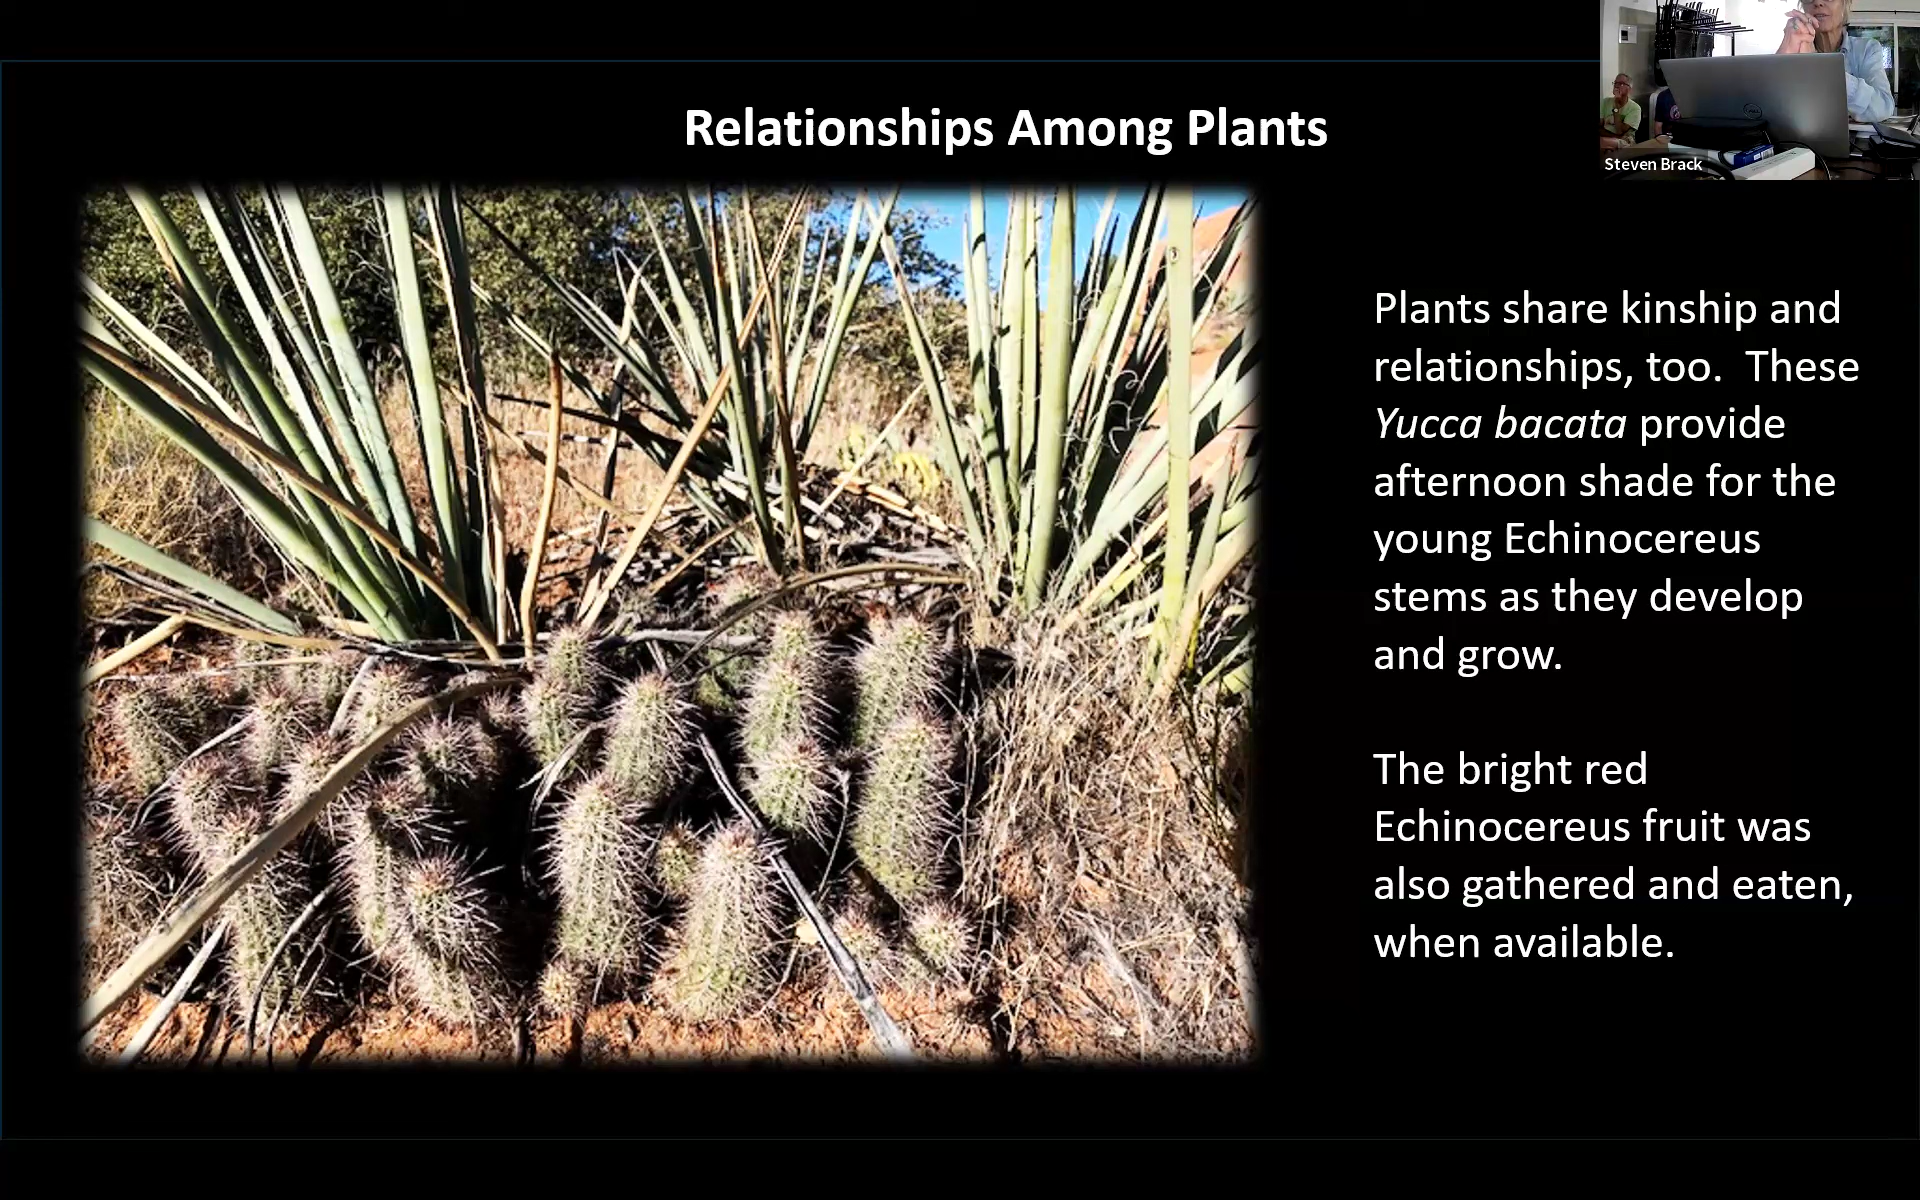 Relationships Among Plants
Steven Brack
Plants share kinship and
relationships, too.  These
Yucca bacata provide
afternoon shade for the
young Echinocereus
stems as they develop
and grow.
The bright red
Echinocereus fruit was
also gathered and eaten,
when available.